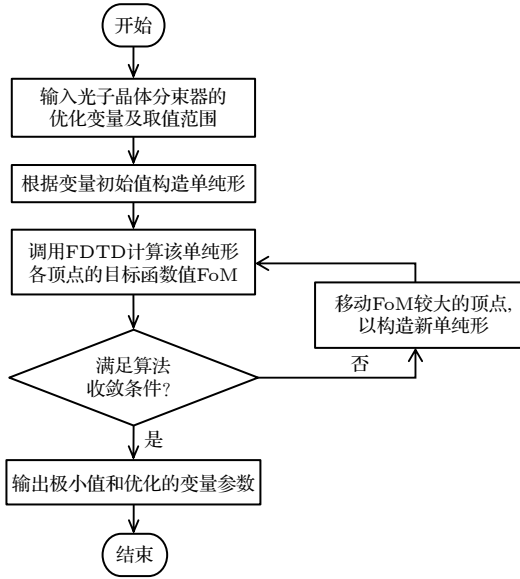 开始
输入光子晶体分束器的
优化变量及取值范围
根据变量初始值构造单纯形
调用FDTD计算该单纯形
各顶点的目标函数值FoM
移动FoM较大的顶点,
以构造新单纯形
满足算法
收敛条件?
否
是
输出极小值和优化的变量参数
结束